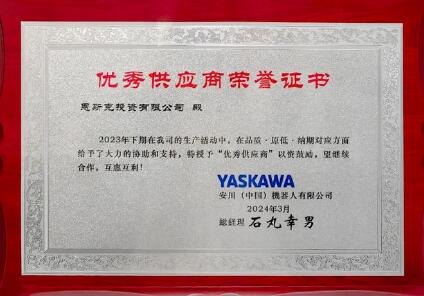 优秀供应商荣誉证书
恩斯克投资有限公司 殿
2023年下期在我司的生产活动中，在品质·原低·纳期对应方面
给予了大力的协助和支持，特授予“优秀供应商”以资鼓励，望继续
合作，互惠互利！
YASKAWA
安川（中国）機器人有限公司
2024年3月
総経理 石丸幸男